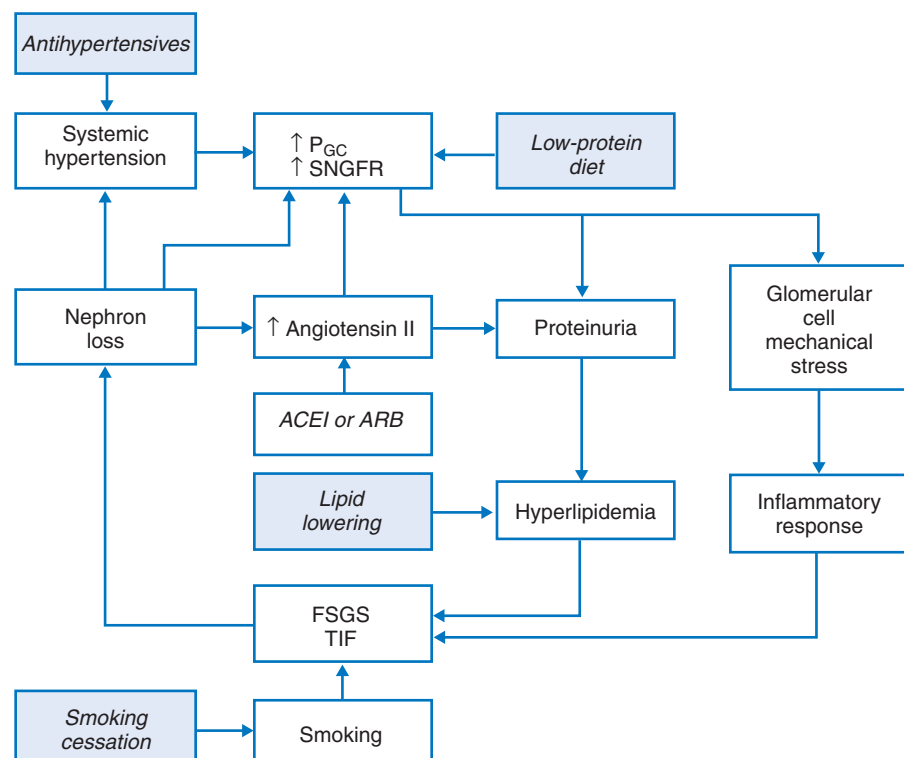 Antihypertensives
Systemic
hypertension
↑ PGC
↑ SNGFR
Low-protein
diet
Nephron
loss
↑ Angiotensin II
Proteinuria
Glomerular
cell
mechanical
stress
ACEI or ARB
Lipid
lowering
Hyperlipidemia
Inflammatory
response
FSGS
TIF
Smoking
cessation
Smoking